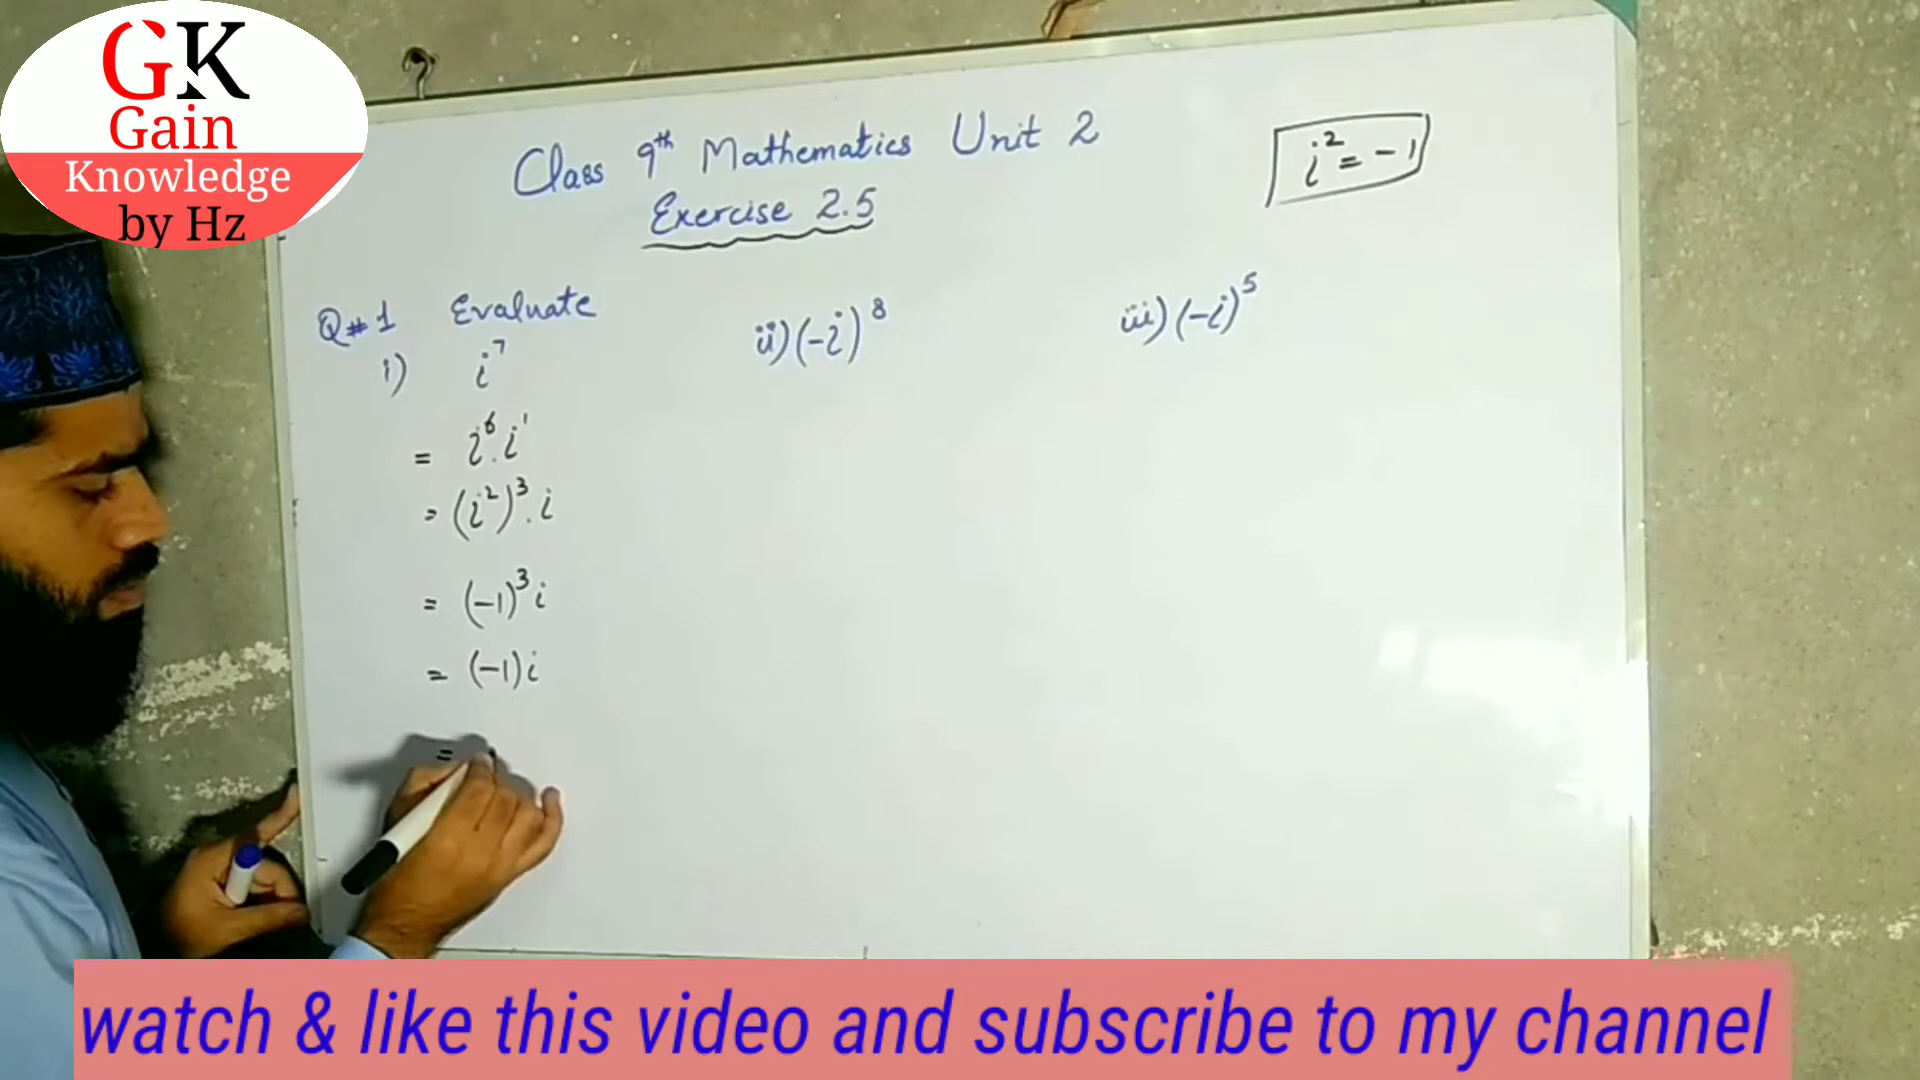 GK
Gain
Knowledge
by Hz
Class 9th Mathematics Unit 2
Exercise 2.5
i² = -1
Q#1 Evaluate
i) i⁷
= i⁶.i¹
= (i²)³.i
= (-1)³i
= (-1)i
=
ii) (-i)⁸
iii) (-i)⁵
watch & like this video and subscribe to my channel